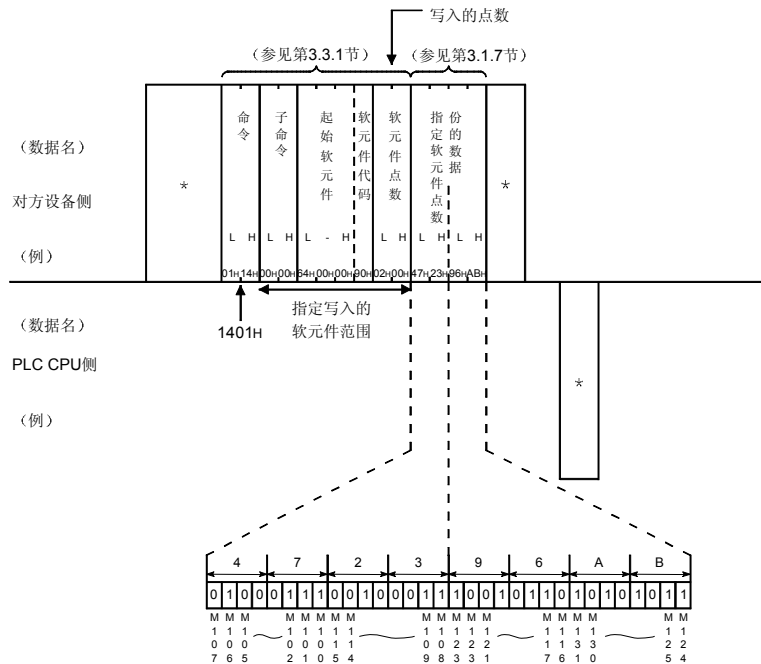 写入的点数
（参见第3.3.1节）
（参见第3.1.7节）
（数据名）
对方设备侧
（例）
*
命令
子命令
起始软元件
软元件代码
软元件点数
指定软元件点数
份的数据
*
L H L H L - H L H L H L H
01H 14H 00H 00H 64H 00H 00H 90H 02H 00H 47H 23H 96H ABH
1401H
指定写入的
软元件范围
（数据名）
PLC CPU侧
（例）
*
4 7 2 3 9 6 A B
0 1 0 0 0 1 1 1 0 0 1 0 0 0 1 1 1 0 0 1 0 1 1 0 1 0 1 0 1 0 1 1
M107 M106 M105 M102 M101 M100 M115 M114 M109 M108 M123 M123 M121 M117 M116 M131 M130 M125 M124